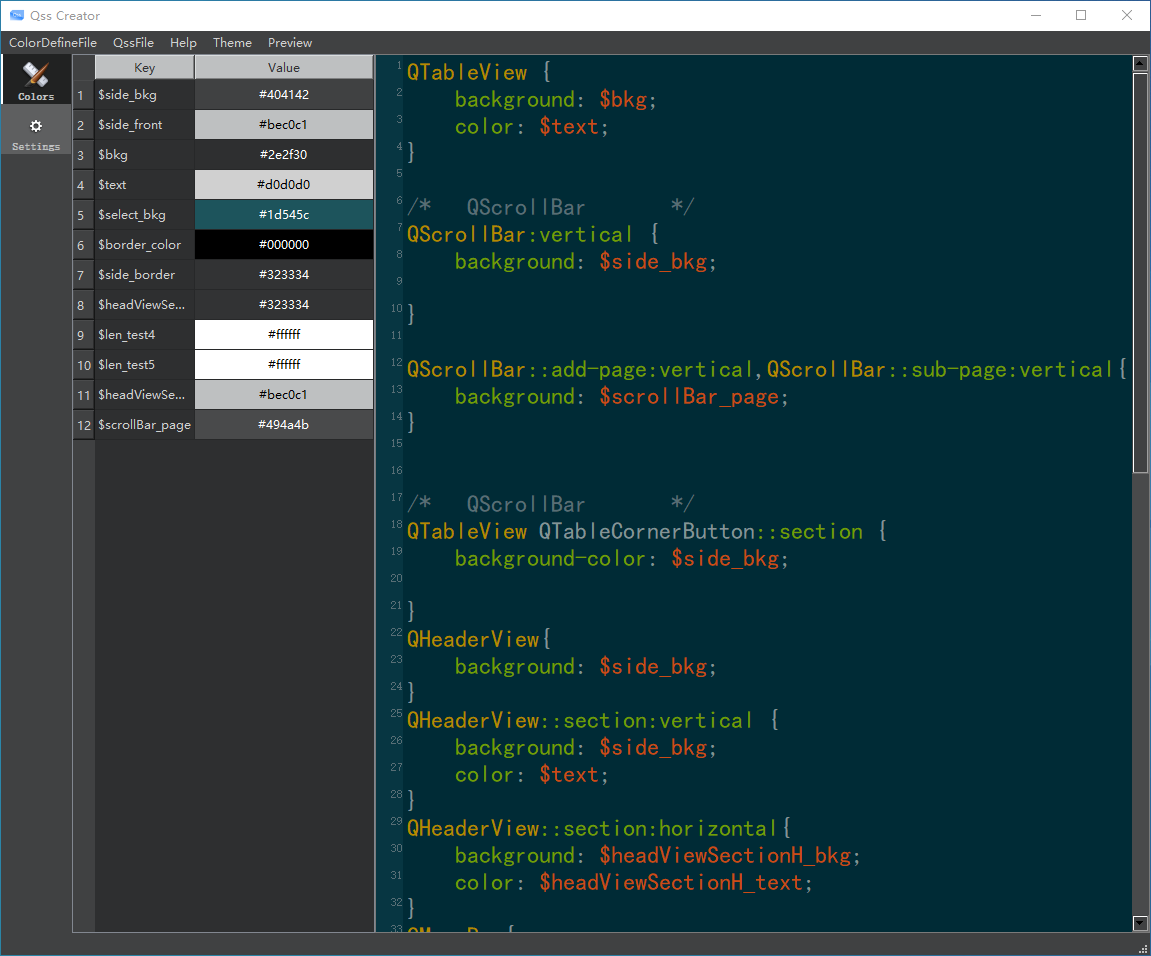 Qss Creator
ColorDefineFile QssFile Help Theme Preview
Colors
Settings
Key Value
1 $side_bkg #404142
2 $side_front #bec0c1
3 $bkg #2e2f30
4 $text #d0d0d0
5 $select_bkg #1d545c
6 $border_color #000000
7 $side_border #323334
8 $headViewSe... #323334
9 $len_test4 #ffffff
10 $len_test5 #ffffff
11 $headViewSe... #bec0c1
12 $scrollBar_page #494a4b
1 QTableView {
2 background: $bkg;
3 color: $text;
4 }
5
6 /* QScrollBar */
7 QScrollBar:vertical {
8 background: $side_bkg;
9
10 }
11
12 QScrollBar::add-page:vertical,QScrollBar::sub-page:vertical{
13 background: $scrollBar_page;
14 }
15
16
17 /* QScrollBar */
18 QTableView QTableCornerButton::section {
19 background-color: $side_bkg;
20
21 }
22 QHeaderView{
23 background: $side_bkg;
24 }
25 QHeaderView::section:vertical {
26 background: $side_bkg;
27 color: $text;
28 }
29 QHeaderView::section:horizontal{
30 background: $headViewSectionH_bkg;
31 color: $headViewSectionH_text;
32 }
33